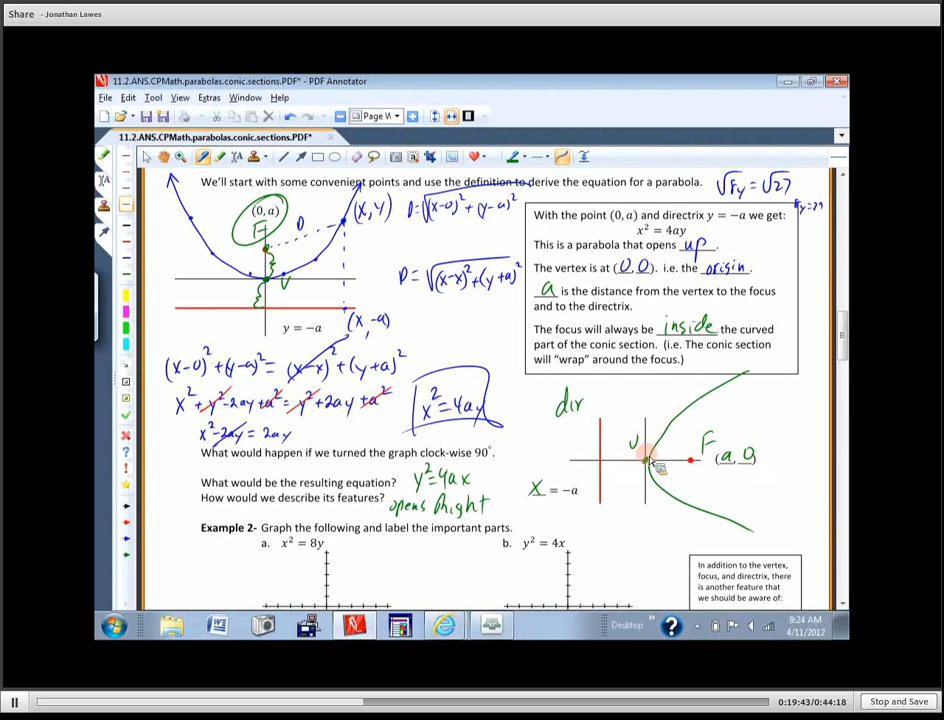 Share - Jonathan Lawes
11.2.ANS.CPMath.parabolas.conic.sections.PDF* - PDF Annotator
File Edit Tool View Extras Window Help
Page W
11.2.ANS.CPMath.parabolas.conic.sections.PDF*
We'll start with some convenient points and use the definition to derive the equation for a parabola.
√8y = √27
8y=27
(0, a)
F
D
(x, y)
D = √(x-0)² + (y-a)²
V
D = √(x-x)² + (y+a)²
y = −a
(x, -a)
With the point (0, a) and directrix y = −a we get:
x² = 4ay
This is a parabola that opens up.
The vertex is at (0,0). i.e. the origin.
a is the distance from the vertex to the focus
and to the directrix.
The focus will always be inside the curved
part of the conic section. (i.e. The conic section
will "wrap" around the focus.)
(x-0)² + (y-a)² = (x-x)² + (y+a)²
x² + y² - 2ay + a² = y² + 2ay + a²
x² - 2ay = 2ay
x² = 4ay
dir
V
F
(a, 0)
x = −a
What would happen if we turned the graph clock-wise 90°.
What would be the resulting equation? y² = 4ax
How would we describe its features? opens Right
Example 2- Graph the following and label the important parts.
a. x² = 8y
b. y² = 4x
In addition to the vertex,
focus, and directrix, there
is another feature that
we should be aware of:
Desktop
9:24 AM
4/11/2012
0:19:43/0:44:18
Stop and Save